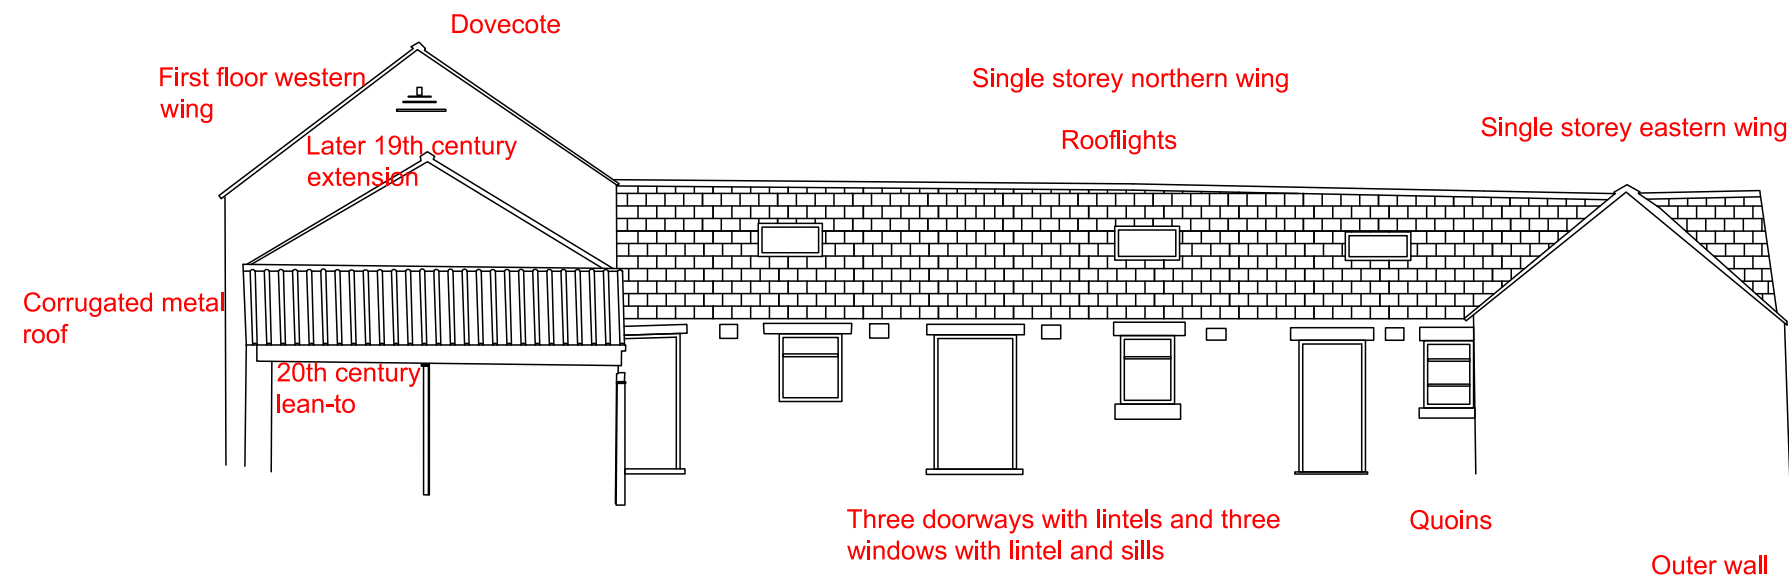 Dovecote
First floor western
wing
Single storey northern wing
Single storey eastern wing
Later 19th century
extension
Rooflights
Corrugated metal
roof
20th century
lean-to
Three doorways with lintels and three
windows with lintel and sills
Quoins
Outer wall